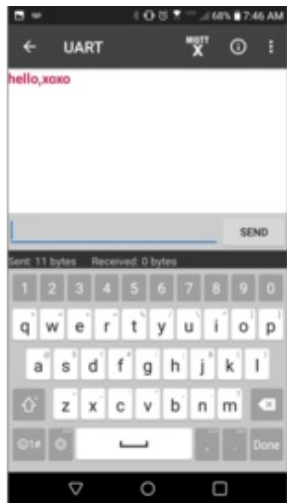 68% 7:46 AM
UART
MQTT
hello,xoxo
SEND
Sent: 11 bytes Received: 0 bytes
1 2 3 4 5 6 7 8 9 0
q w e r t y u i o p
a s d f g h j k l
z x c v b n m
!@1# , . Done